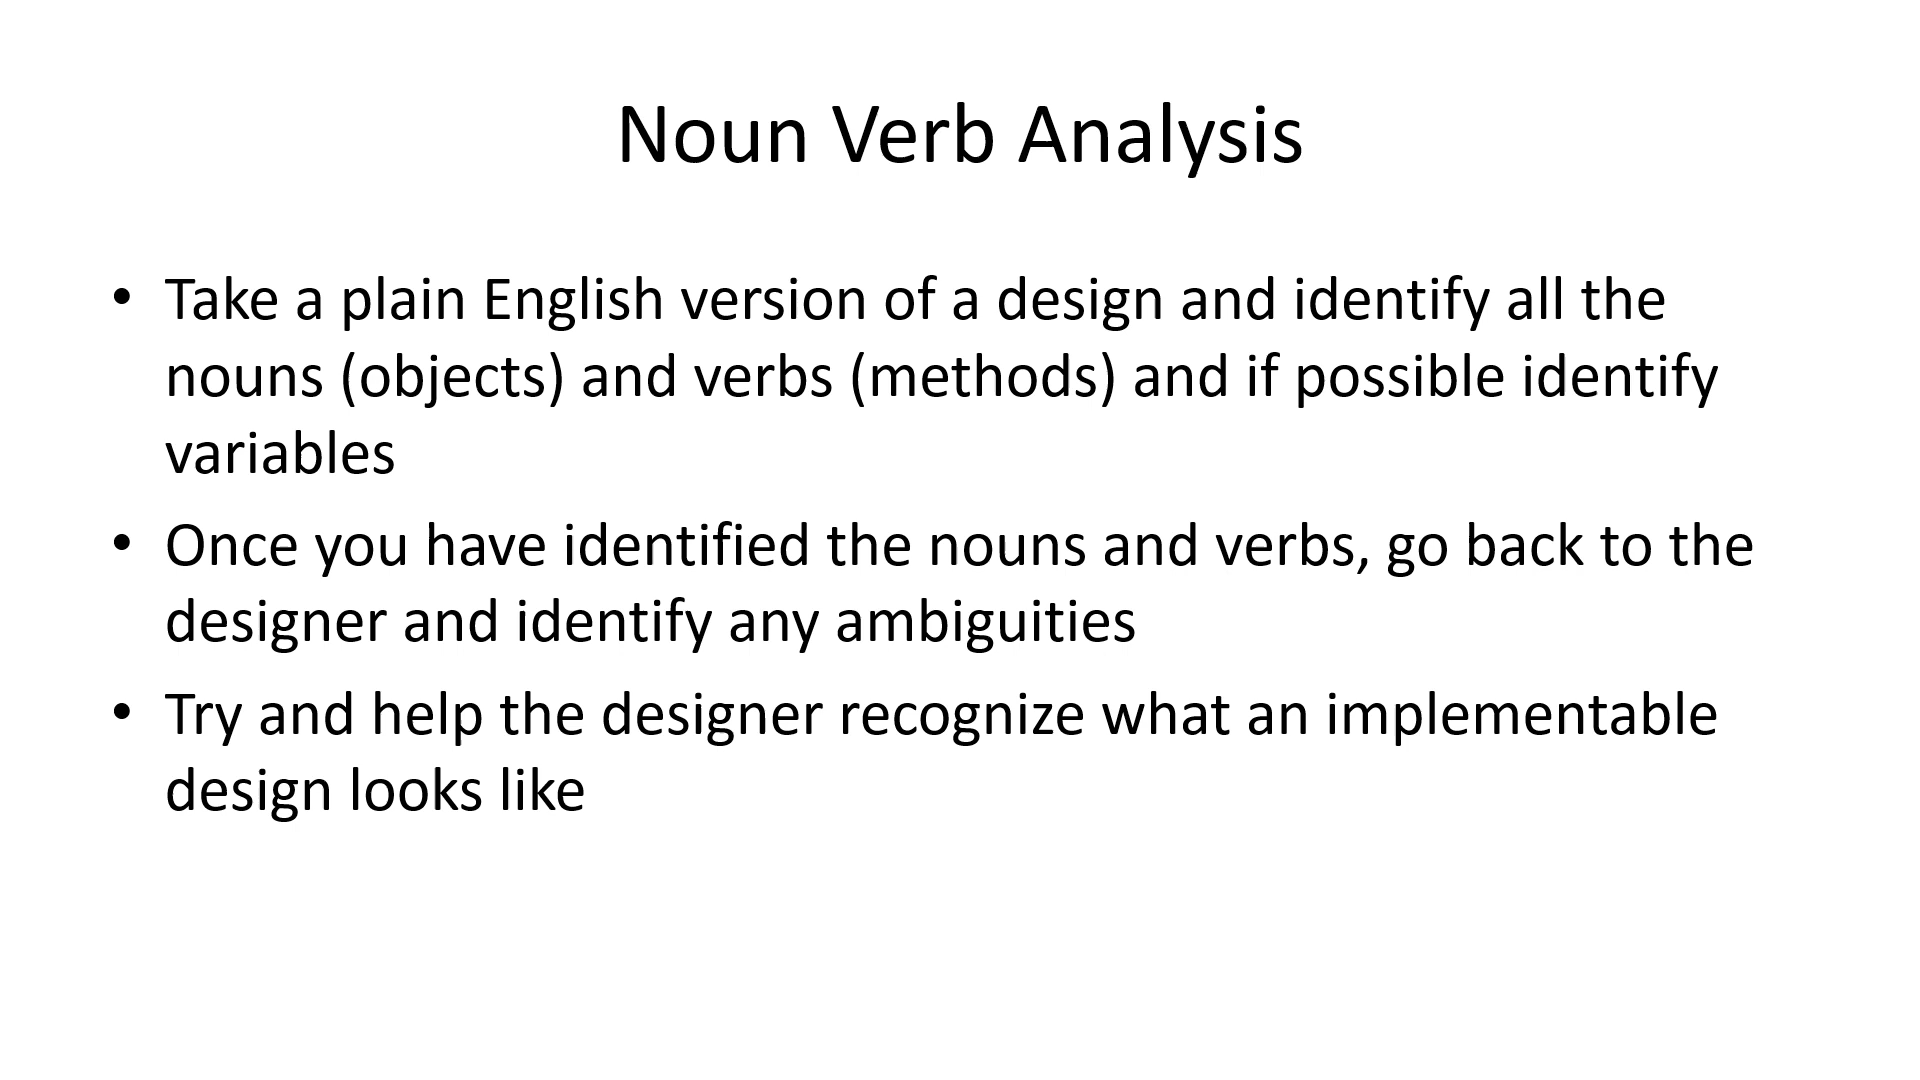 Noun Verb Analysis
• Take a plain English version of a design and identify all the
nouns (objects) and verbs (methods) and if possible identify
variables
• Once you have identified the nouns and verbs, go back to the
designer and identify any ambiguities
• Try and help the designer recognize what an implementable
design looks like